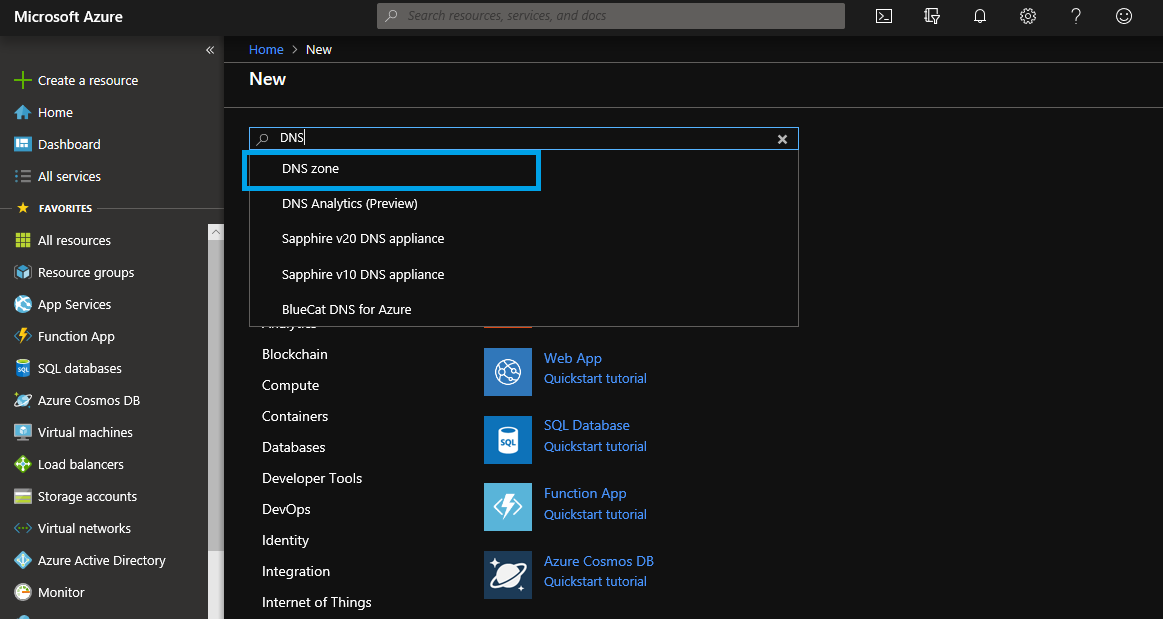 Microsoft Azure
Search resources, services, and docs
Create a resource
Home
Dashboard
All services
FAVORITES
All resources
Resource groups
App Services
Function App
SQL databases
Azure Cosmos DB
Virtual machines
Load balancers
Storage accounts
Virtual networks
Azure Active Directory
Monitor
Home > New
New
DNS
DNS zone
DNS Analytics (Preview)
Sapphire v20 DNS appliance
Sapphire v10 DNS appliance
BlueCat DNS for Azure
Analytics
Blockchain
Compute
Containers
Databases
Developer Tools
DevOps
Identity
Integration
Internet of Things
Web App
Quickstart tutorial
SQL
SQL Database
Quickstart tutorial
Function App
Quickstart tutorial
Azure Cosmos DB
Quickstart tutorial